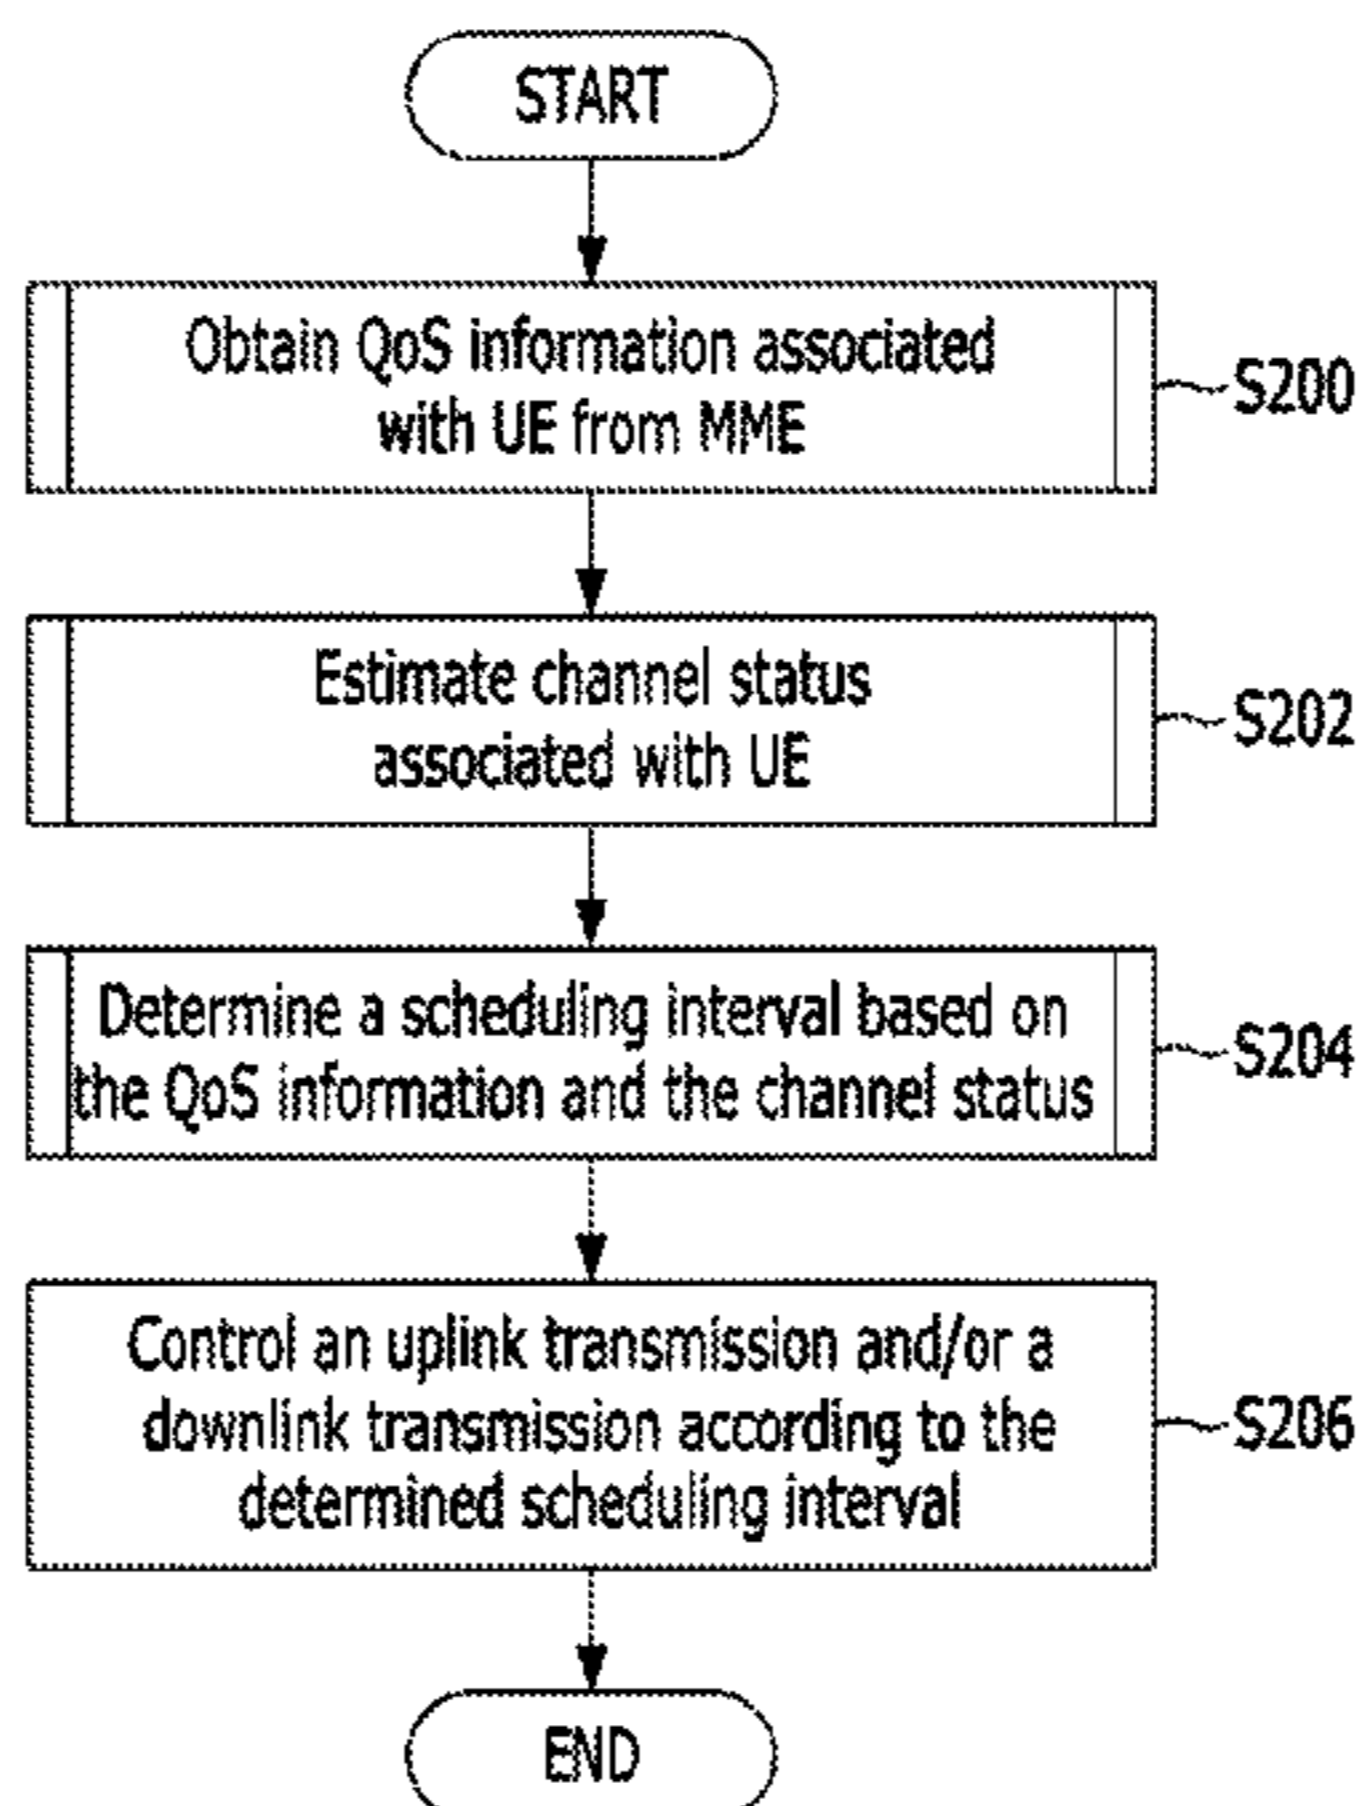 START
Obtain QoS information associated
with UE from MME
S200
Estimate channel status
associated with UE
S202
Determine a scheduling interval based on
the QoS information and the channel status
S204
Control an uplink transmission and/or a
downlink transmission according to the
determined scheduling interval
S206
END